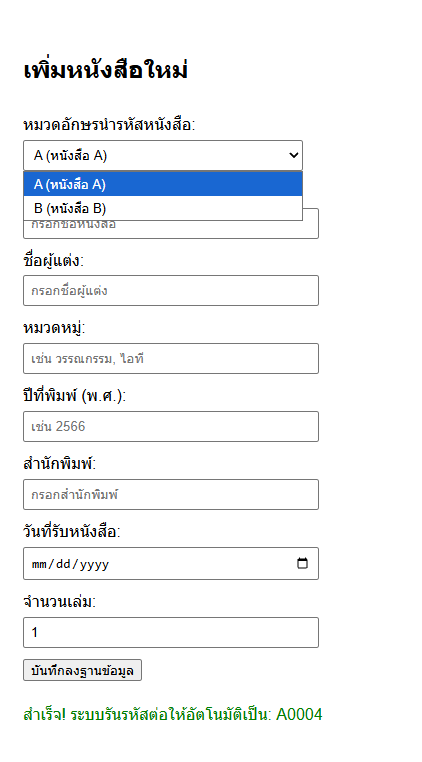 เพิ่มหนังสือใหม่
หมวดอักษรนำรหัสหนังสือ:
A (หนังสือ A)
A (หนังสือ A)
B (หนังสือ B)
กรอกชื่อหนังสือ
ชื่อผู้แต่ง:
กรอกชื่อผู้แต่ง
หมวดหมู่:
เช่น วรรณกรรม, ไอที
ปีที่พิมพ์ (พ.ศ.):
เช่น 2566
สำนักพิมพ์:
กรอกสำนักพิมพ์
วันที่รับหนังสือ:
mm/dd/yyyy
จำนวนเล่ม:
1
บันทึกลงฐานข้อมูล
สำเร็จ! ระบบรันรหัสต่อให้อัตโนมัติเป็น: A0004